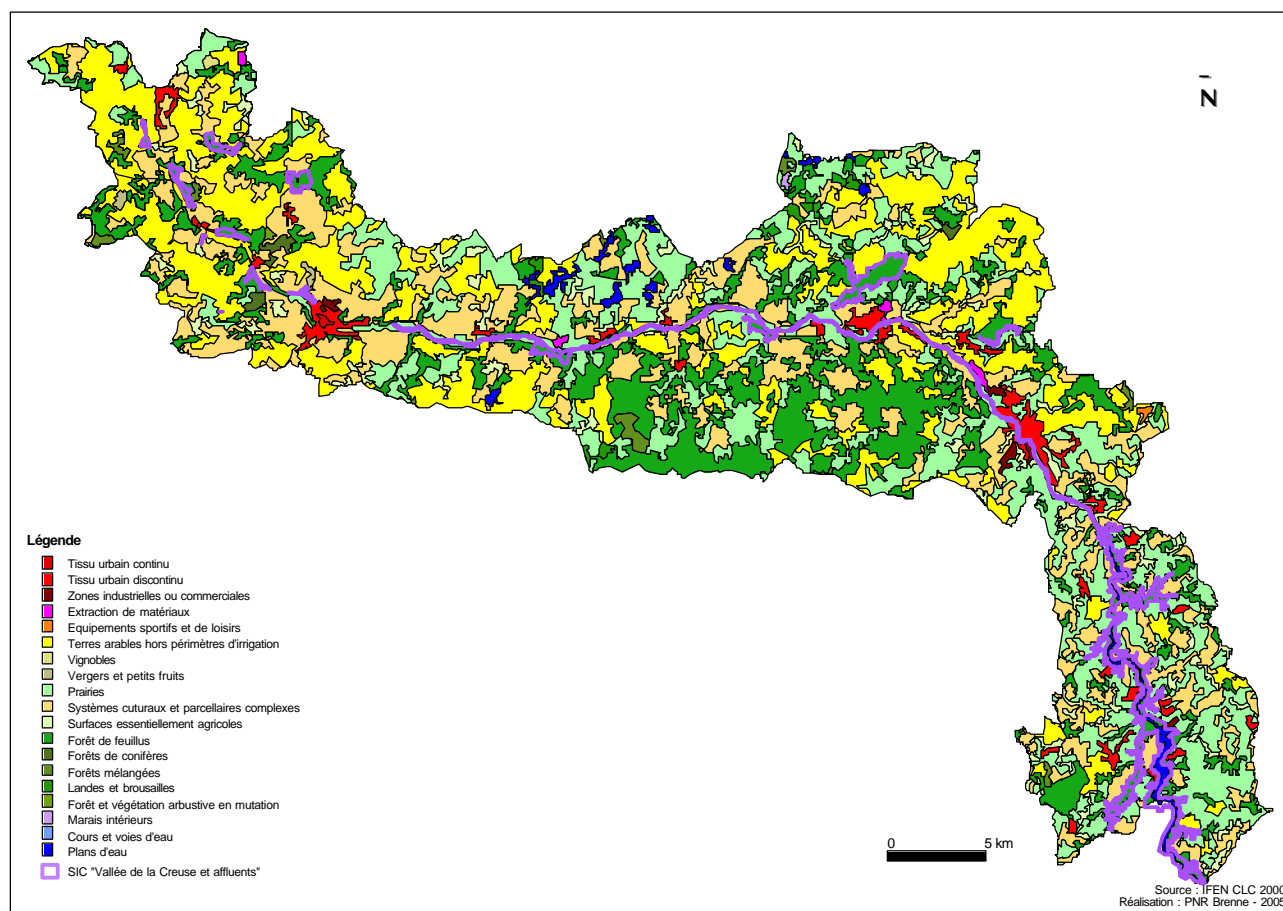 N
Légende
Tissu urbain continu
Tissu urbain discontinu
Zones industrielles ou commerciales
Extraction de matériaux
Equipements sportifs et de loisirs
Terres arables hors périmètres d'irrigation
Vignobles
Vergers et petits fruits
Prairies
Systèmes cuturaux et parcellaires complexes
Surfaces essentiellement agricoles
Forêt de feuillus
Forêts de conifères
Forêts mélangées
Landes et brousailles
Forêt et végétation arbustive en mutation
Marais intérieurs
Cours et voies d'eau
Plans d'eau
SIC "Vallée de la Creuse et affluents"
0 5 km
Source : IFEN CLC 2000
Réalisation : PNR Brenne - 2005